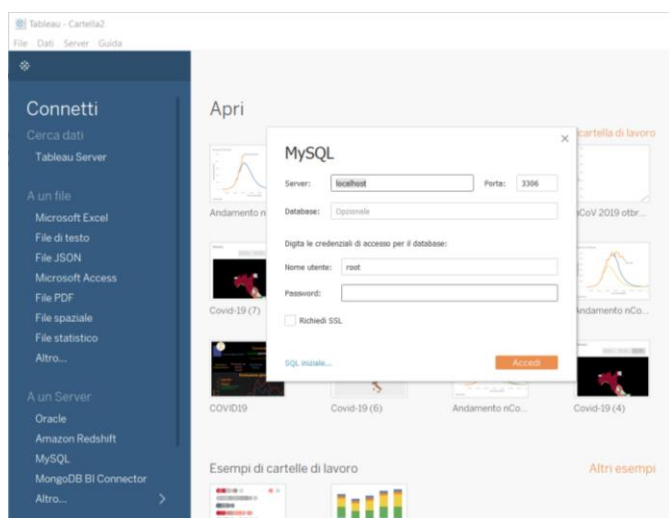 Tableau - Cartella2
File Dati Server Guida
Connetti
Cerca dati
Tableau Server
A un file
Microsoft Excel
File di testo
File JSON
Microsoft Access
File PDF
File spaziale
File statistico
Altro...
A un Server
Oracle
Amazon Redshift
MySQL
MongoDB BI Connector
Altro...
Apri
cartella di lavoro
MySQL
Server: localhost Porta: 3306
Database: Opzionale
Digita le credenziali di accesso per il database:
Nome utente: root
Password:
Richiedi SSL
SQL iniziale... Accedi
Andamento n
CoV 2019 otbr...
Covid-19 (7)
Andamento nCo...
COVID19
Covid-19 (6)
Andamento nCo...
Covid-19 (4)
Esempi di cartelle di lavoro
Altri esempi